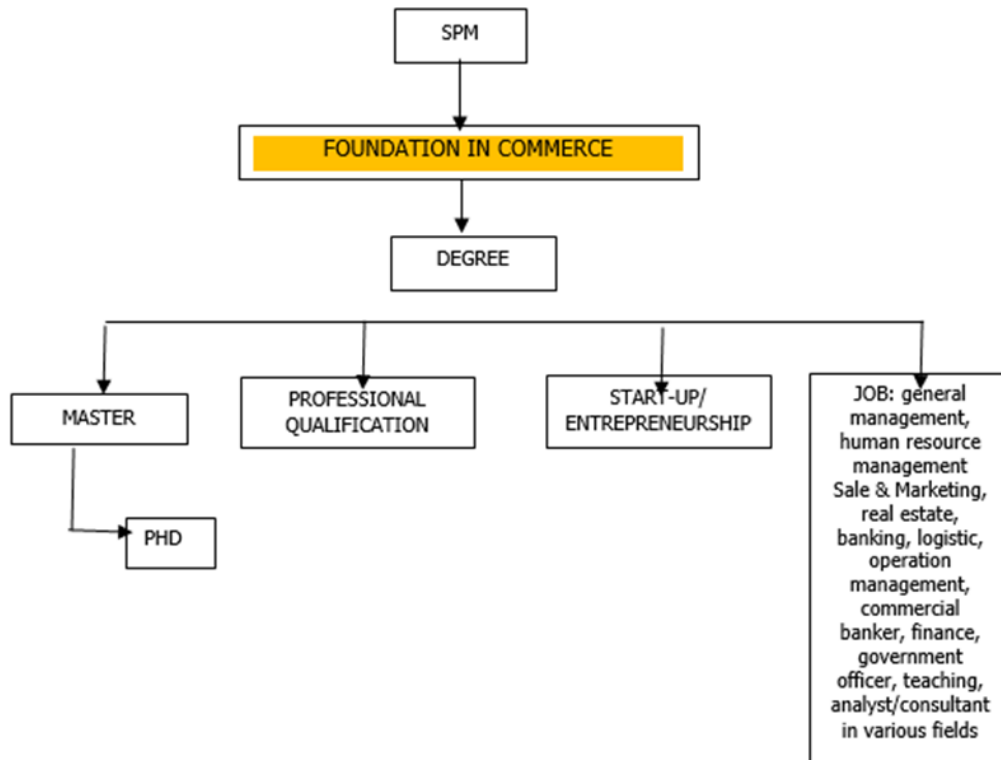 SPM
FOUNDATION IN COMMERCE
DEGREE
MASTER
PHD
PROFESSIONAL
QUALIFICATION
START-UP/
ENTREPRENEURSHIP
JOB: general
management,
human resource
management
Sale & Marketing,
real estate,
banking, logistic,
operation
management,
commercial
banker, finance,
government
officer, teaching,
analyst/consultant
in various fields